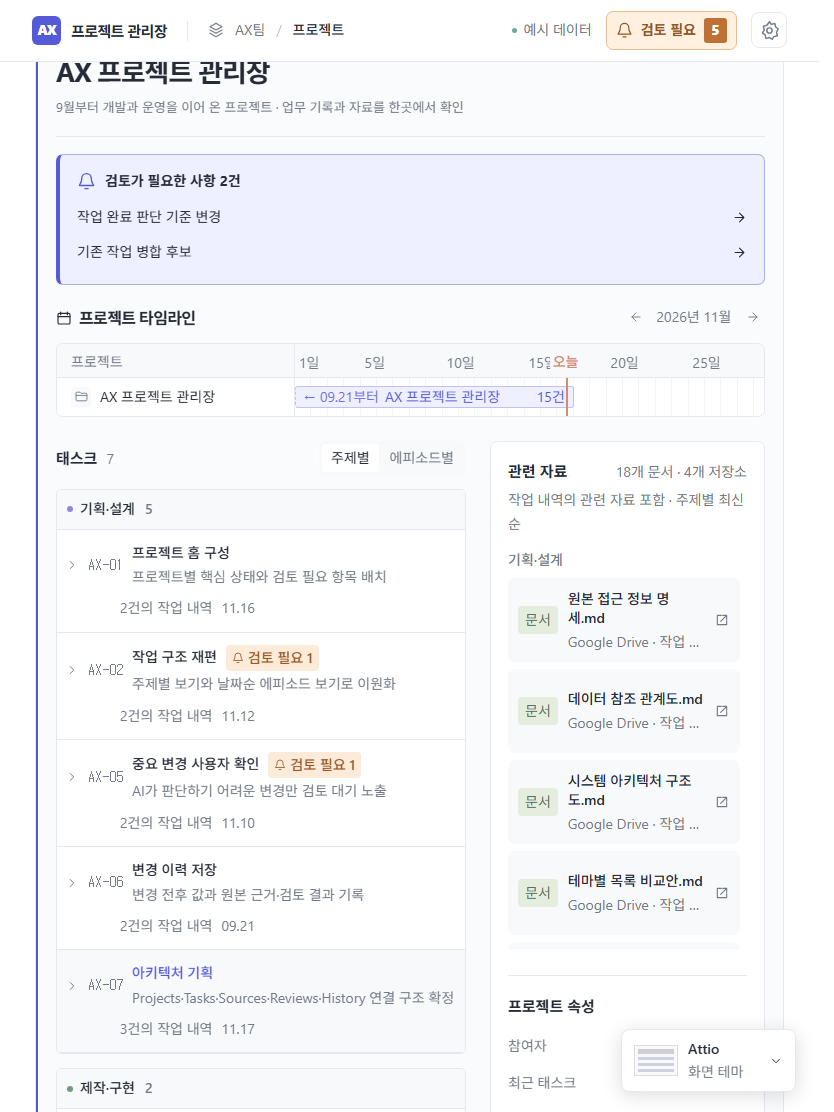 AX 프로젝트 관리장 AX팀 / 프로젝트 예시 데이터 검토 필요 5
AX 프로젝트 관리장
9월부터 개발과 운영을 이어 온 프로젝트 · 업무 기록과 자료를 한곳에서 확인
검토가 필요한 사항 2건
작업 완료 판단 기준 변경 →
기존 작업 병합 후보 →
프로젝트 타임라인 ← 2026년 11월 →
프로젝트 1일 5일 10일 15일 오늘 20일 25일
AX 프로젝트 관리장 ← 09.21부터 AX 프로젝트 관리장 15건
태스크 7 주제별 에피소드별
기획·설계 5
AX-01 프로젝트 홈 구성
프로젝트별 핵심 상태와 검토 필요 항목 배치
2건의 작업 내역 11.16
AX-02 작업 구조 재편 검토 필요 1
주제별 보기와 날짜순 에피소드 보기로 이원화
2건의 작업 내역 11.12
AX-05 중요 변경 사용자 확인 검토 필요 1
AI가 판단하기 어려운 변경만 검토 대기 노출
2건의 작업 내역 11.10
AX-06 변경 이력 저장
변경 전후 값과 원본 근거·검토 결과 기록
2건의 작업 내역 09.21
AX-07 아키텍처 기획
Projects·Tasks·Sources·Reviews·History 연결 구조 확정
3건의 작업 내역 11.17
제작·구현 2
관련 자료 18개 문서 · 4개 저장소
작업 내역의 관련 자료 포함 · 주제별 최신
순
기획·설계
문서 원본 접근 정보 명
세.md
Google Drive · 작업 ...
문서 데이터 참조 관계도.md
Google Drive · 작업 ...
문서 시스템 아키텍처 구조
도.md
Google Drive · 작업 ...
문서 테마별 목록 비교안.md
Google Drive · 작업 ...
프로젝트 속성
참여자
최근 태스크
Attio
화면 테마